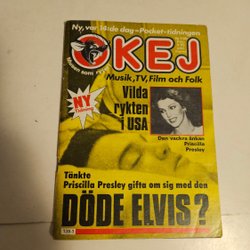 Ny, var 14:de dag – Pocket-tidningen
OKEJ
Musik, TV, Film och Folk
NY
Vilda
rykten
i USA
Den vackra änkan
Priscilla
Presley
Tänkte
Priscilla Presley gifta om sig med den
DÖDE ELVIS?